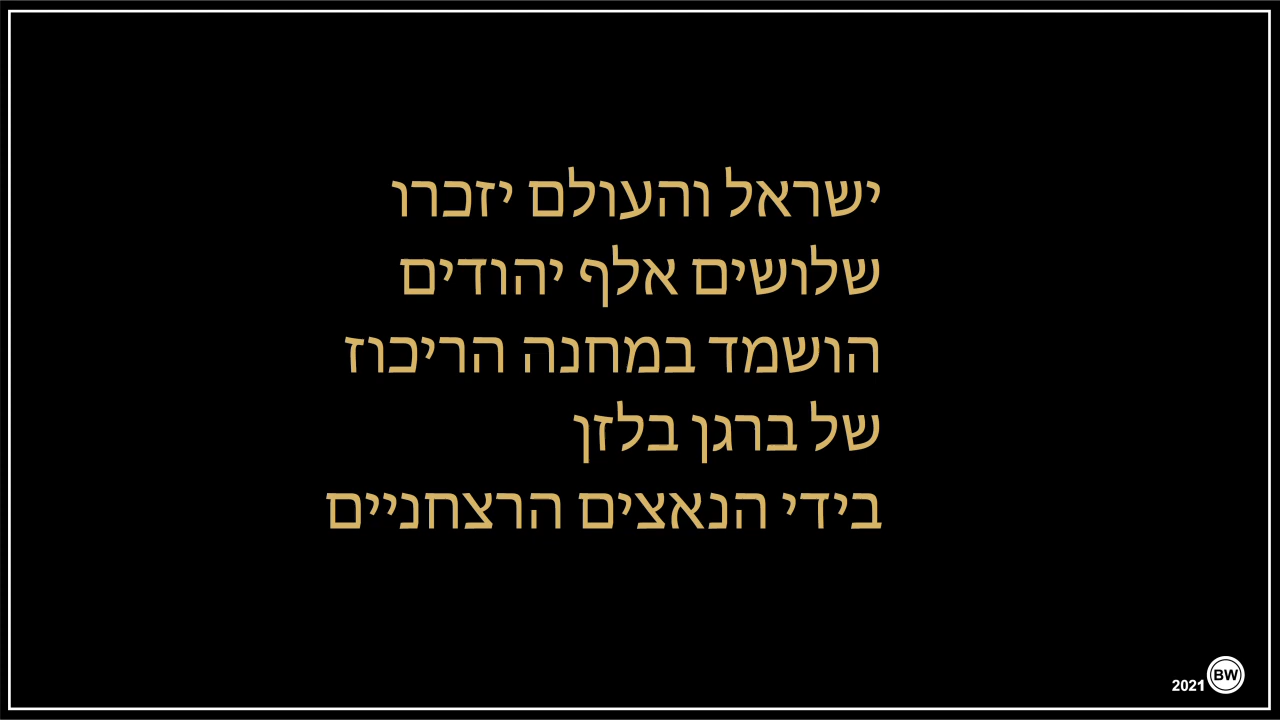 ישראל והעולם יזכרו
שלושים אלף יהודים
הושמד במחנה הריכוז
של ברגן בלזן
בידי הנאצים הרצחניים
2021 BW